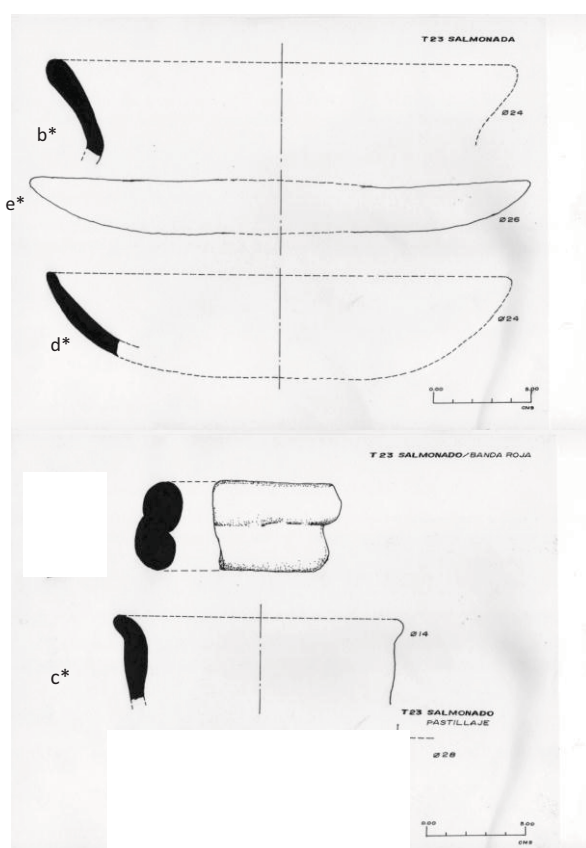 T23 SALMONADA
b*
Ø24
e*
Ø26
d*
Ø24
0.00 5.00
CMS
T23 SALMONADO/BANDA ROJA
Ø14
c*
T23 SALMONADO
PASTILLAJE
Ø28
0.00 5.00
CMS